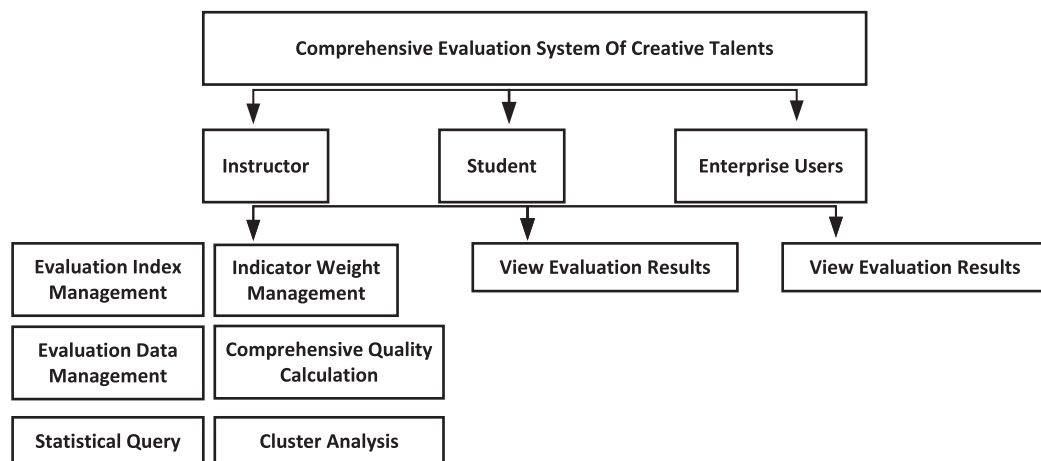 Comprehensive Evaluation System Of Creative Talents
Instructor
Student
Enterprise Users
Evaluation Index
Management
Indicator Weight
Management
View Evaluation Results
View Evaluation Results
Evaluation Data
Management
Comprehensive Quality
Calculation
Statistical Query
Cluster Analysis